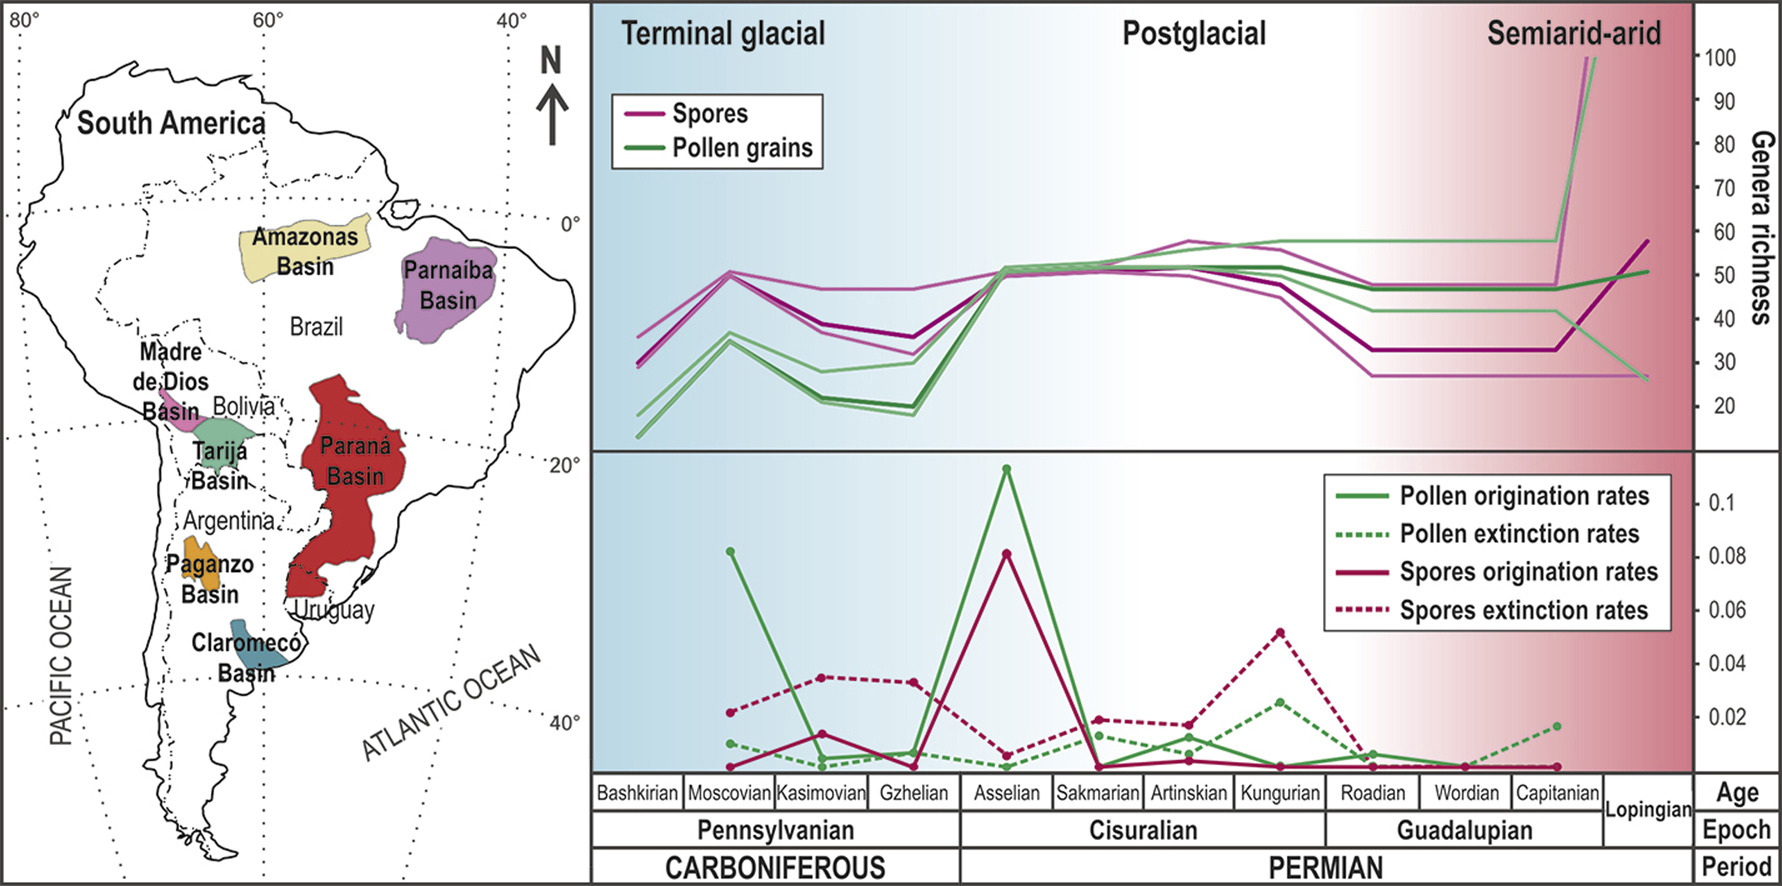 80°
60°
40°
N
South America
0°
Amazonas
Basin
Parnaíba
Basin
Brazil
Madre
de Dios
Basin
Bolivia
Tarija
Basin
Paraná
Basin
20°
Argentina
Paganzo
Basin
Uruguay
Claromecó
Basin
PACIFIC OCEAN
ATLANTIC OCEAN
40°
Terminal glacial
Postglacial
Semiarid-arid
Spores
Pollen grains
100
90
80
70
60
50
40
30
20
Genera richness
Pollen origination rates
Pollen extinction rates
Spores origination rates
Spores extinction rates
0.1
0.08
0.06
0.04
0.02
Bashkirian Moscovian Kasimovian Gzhelian Asselian Sakmarian Artinskian Kungurian Roadian Wordian Capitanian Lopingian Age
Pennsylvanian Cisuralian Guadalupian Epoch
CARBONIFEROUS PERMIAN Period